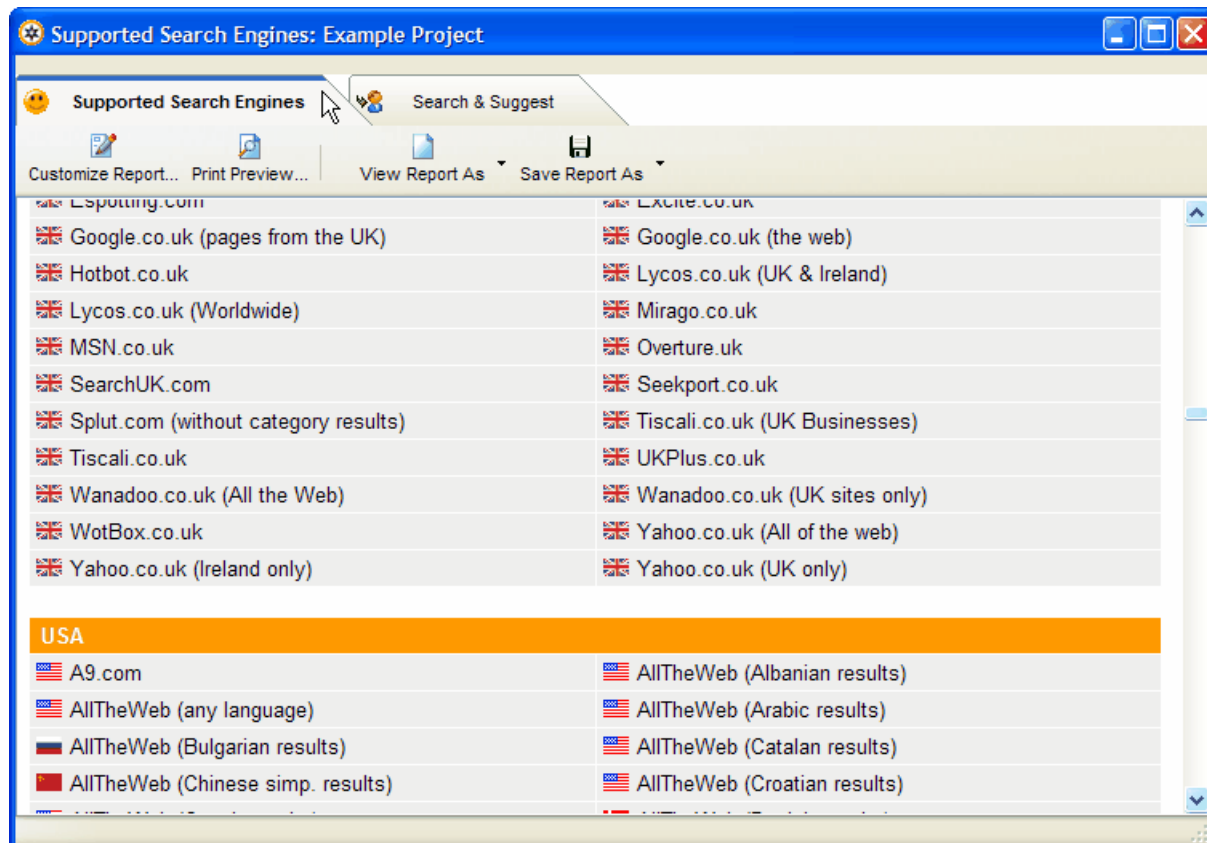 Supported Search Engines: Example Project
Supported Search Engines Search & Suggest
Customize Report... Print Preview... View Report As Save Report As
Espotting.com Excite.co.uk
Google.co.uk (pages from the UK) Google.co.uk (the web)
Hotbot.co.uk Lycos.co.uk (UK & Ireland)
Lycos.co.uk (Worldwide) Mirago.co.uk
MSN.co.uk Overture.uk
SearchUK.com Seekport.co.uk
Splut.com (without category results) Tiscali.co.uk (UK Businesses)
Tiscali.co.uk UKPlus.co.uk
Wanadoo.co.uk (All the Web) Wanadoo.co.uk (UK sites only)
WotBox.co.uk Yahoo.co.uk (All of the web)
Yahoo.co.uk (Ireland only) Yahoo.co.uk (UK only)
USA
A9.com AllTheWeb (Albanian results)
AllTheWeb (any language) AllTheWeb (Arabic results)
AllTheWeb (Bulgarian results) AllTheWeb (Catalan results)
AllTheWeb (Chinese simp. results) AllTheWeb (Croatian results)